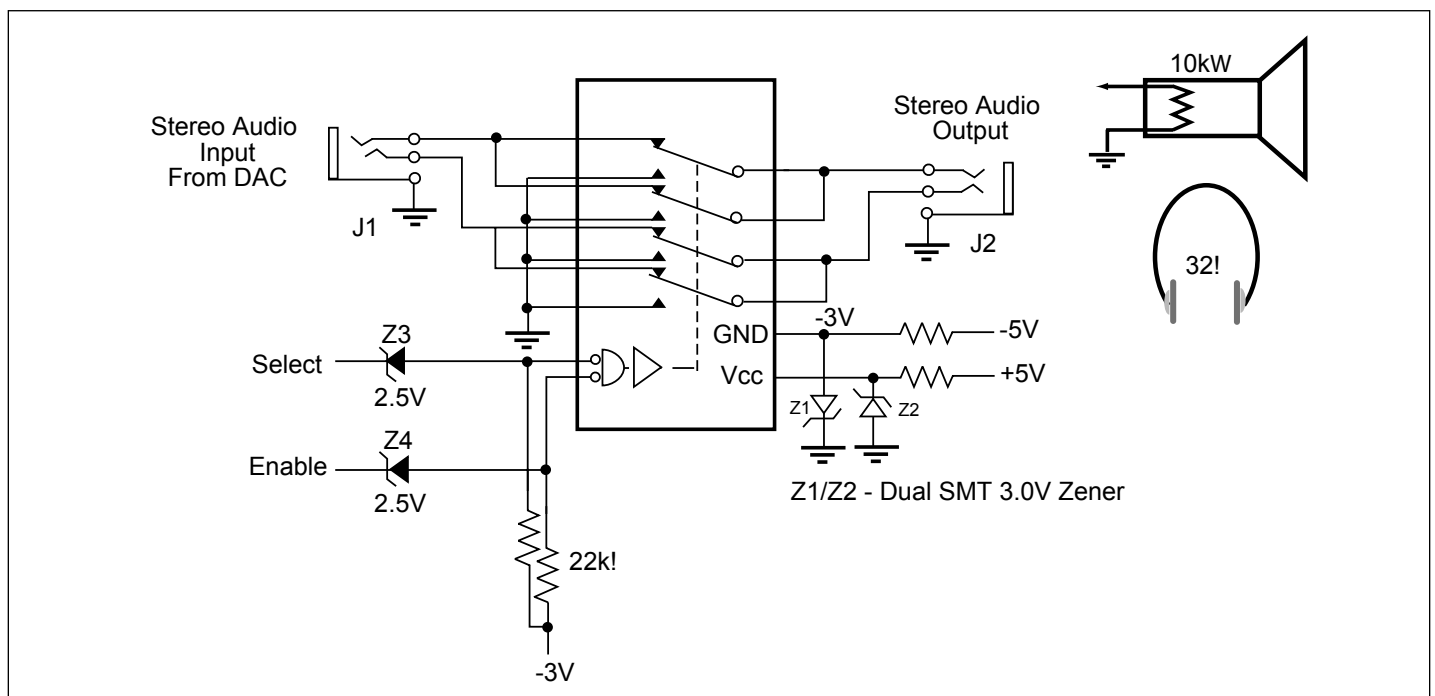 Stereo Audio
Input
From DAC
J1
Stereo Audio
Output
J2
10kW
32!
GND
-3V
-5V
Vcc
+5V
Z1
Z2
Z1/Z2 - Dual SMT 3.0V Zener
Select
Z3
2.5V
Enable
Z4
2.5V
22k!
-3V